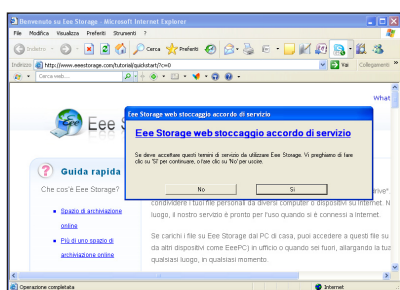 Benvenuto su Eee Storage - Microsoft Internet Explorer
File Modifica Visualizza Preferiti Strumenti ?
Indietro Cerca Preferiti
Indirizzo http://www.eeestorage.com/tutorial/quickstart/?c=0 Vai Collegamenti »
Cerca web...
What
Eee S
Eee Storage web stoccaggio accordo di servizio
Eee Storage web stoccaggio accordo di servizio
Se deve accettare questi termini di servizio da utilizzare Eee Storage. Vi preghiamo di fare
clic su 'Sì' per continuare, o fare clic su 'No' per uscire.
No Sì
Guida rapida
Che cos'è Eee Storage?
Spazio di archiviazione
online
Più di uno spazio di
archiviazione online
drive".
condividere i tuoi file personali da diversi computer o dispositivi su Internet. N
luogo, il nostro servizio è pronto per l'uso quando si è connessi a Internet.
Se carichi i file su Eee Storage dal PC di casa, puoi accedere a questi file su
da altri dispositivi come EeePC) in ufficio o quando sei fuori, allargando la tua
qualsiasi luogo, in qualsiasi momento.
Operazione completata Internet